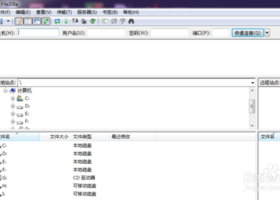 FileZilla
文件(F) 编辑(E) 查看(V) 传输(T) 服务器(S) 书签(B) 帮助(H)
主机(H): 用户名(U): 密码(W): 端口(P): 快速连接(Q)
本地站点: \ 远程站点:
计算机
C:
D:
E:
F:
文件名 文件大小 文件类型 最近修改 文件名
C: 本地磁盘
D: 本地磁盘
E: 本地磁盘
F: 本地磁盘
G: CD 驱动器
H: 可移动磁盘
I: 可移动磁盘
Bai